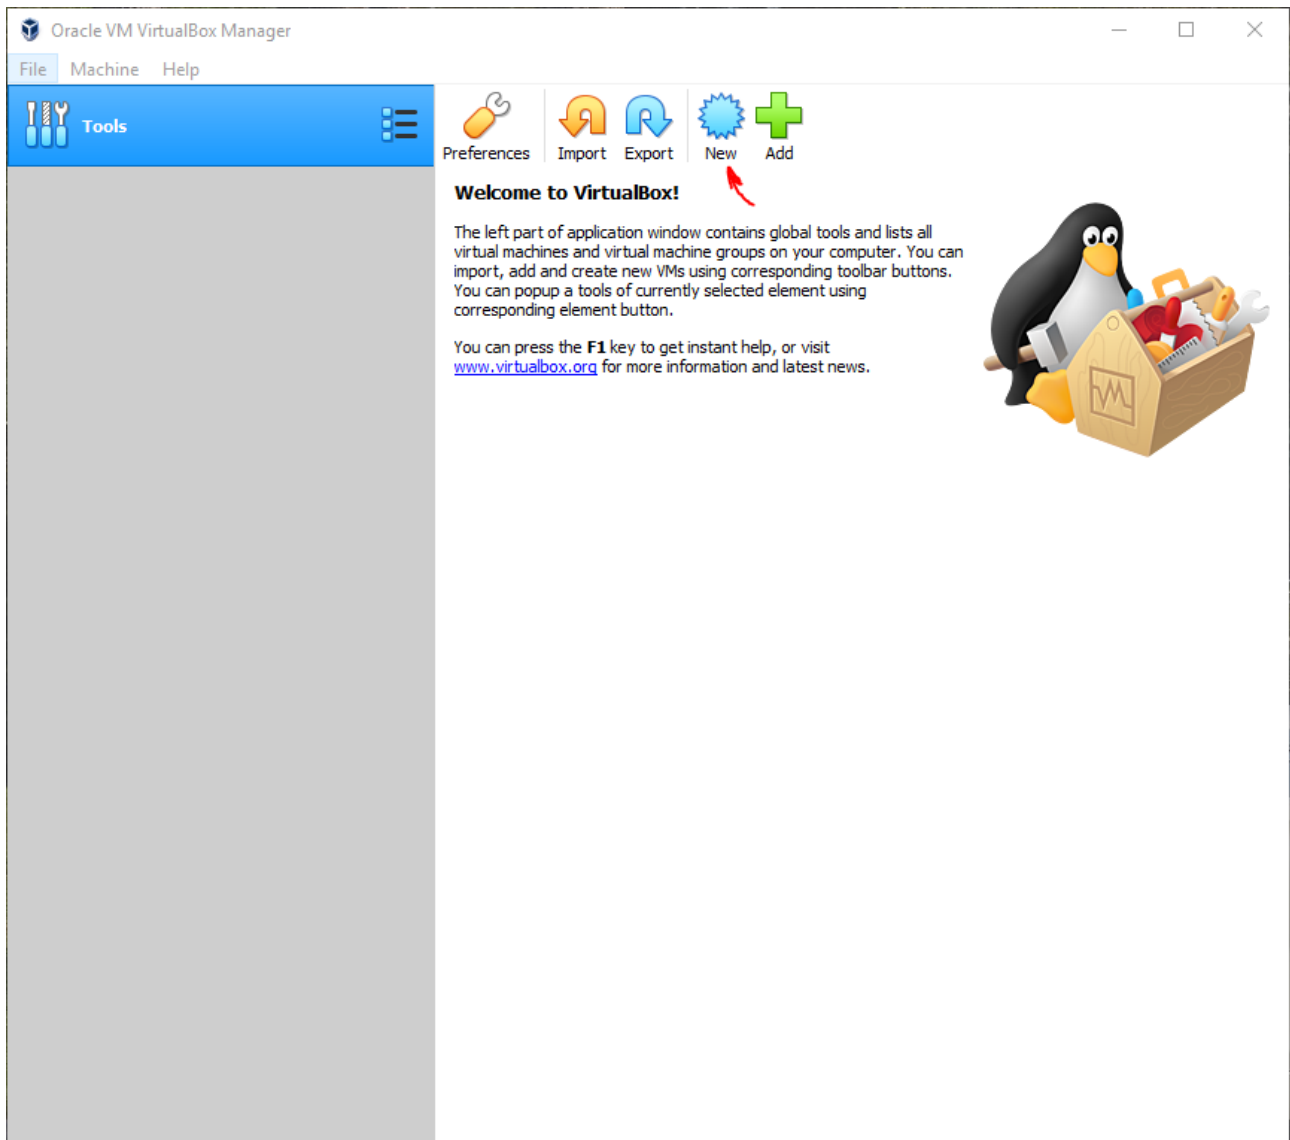 Oracle VM VirtualBox Manager
File Machine Help
Tools
Preferences Import Export New Add
Welcome to VirtualBox!
The left part of application window contains global tools and lists all
virtual machines and virtual machine groups on your computer. You can
import, add and create new VMs using corresponding toolbar buttons.
You can popup a tools of currently selected element using
corresponding element button.
You can press the F1 key to get instant help, or visit
www.virtualbox.org for more information and latest news.